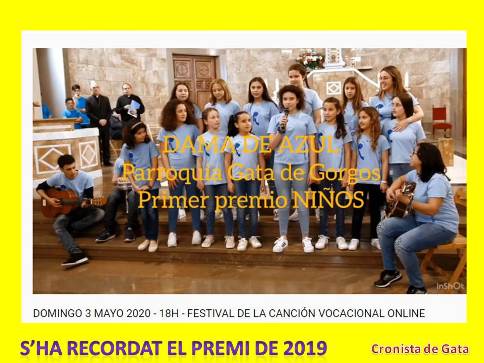 DAMA DE AZUL
Parroquia Gata de Gorgos
Primer premio NIÑOS
InShOt
DOMINGO 3 MAYO 2020 - 18H - FESTIVAL DE LA CANCIÓN VOCACIONAL ONLINE
S'HA RECORDAT EL PREMI DE 2019
Cronista de Gata